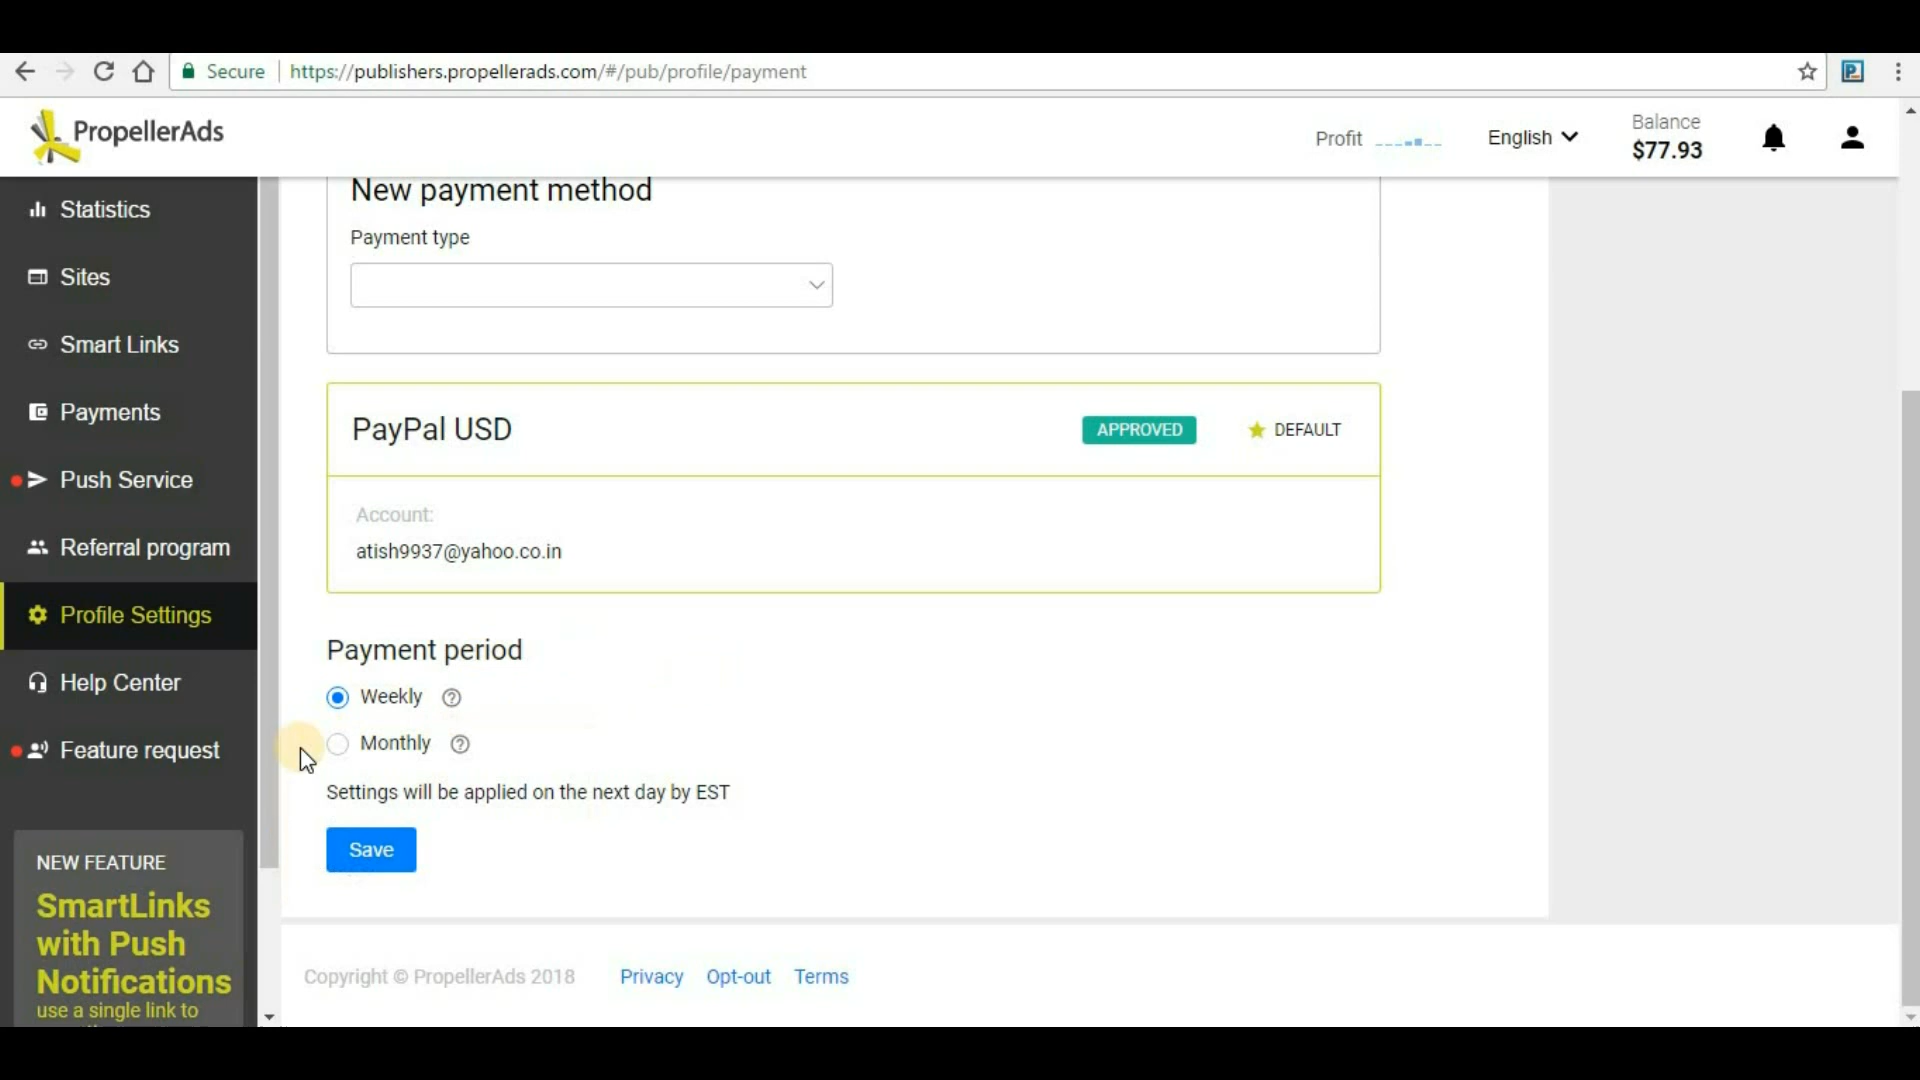 Secure https://publishers.propellerads.com/#/pub/profile/payment
PropellerAds
Profit
English
Balance
$77.93
Statistics
Sites
Smart Links
Payments
Push Service
Referral program
Profile Settings
Help Center
Feature request
NEW FEATURE
SmartLinks
with Push
Notifications
use a single link to
New payment method
Payment type
PayPal USD
APPROVED
DEFAULT
Account:
atish9937@yahoo.co.in
Payment period
Weekly ?
Monthly ?
Settings will be applied on the next day by EST
Save
Copyright © PropellerAds 2018 Privacy Opt-out Terms